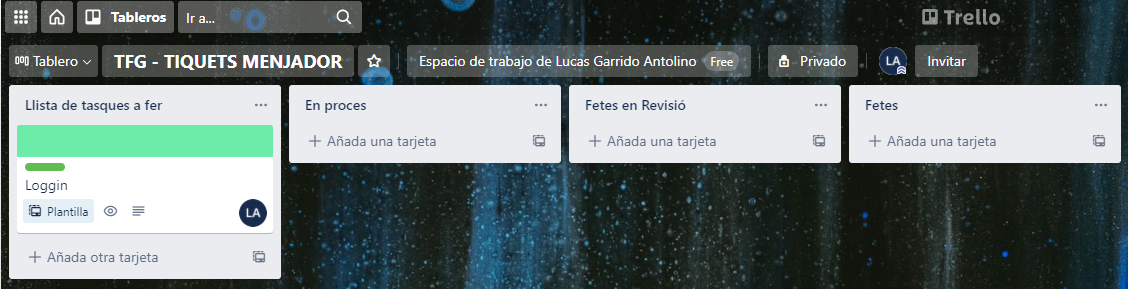 Tableros
Ir a...
Trello
Tablero
TFG - TIQUETS MENJADOR
Espacio de trabajo de Lucas Garrido Antolino
Free
Privado
LA
Invitar
Llista de tasques a fer
Loggin
Plantilla
LA
Añada otra tarjeta
En proces
Añada una tarjeta
Fetes en Revisió
Añada una tarjeta
Fetes
Añada una tarjeta